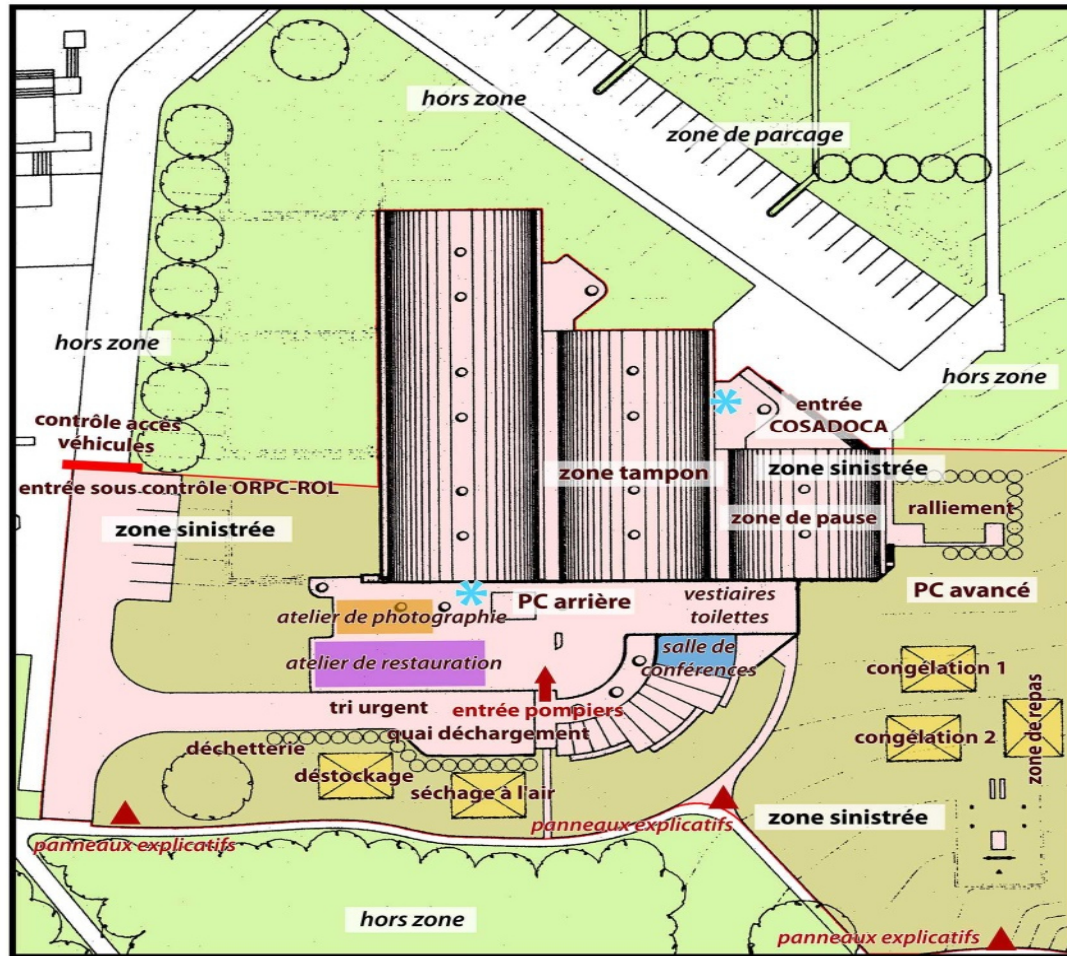 hors zone
zone de parcage
hors zone
hors zone
contrôle accès
véhicules
entrée
COSADOCA
zone tampon
zone sinistrée
entrée sous contrôle ORPC-ROL
zone sinistrée
zone de pause
ralliement
PC arrière
vestiaires
toilettes
PC avancé
atelier de photographie
atelier de restauration
salle de
conférences
congélation 1
tri urgent
entrée pompiers
quai déchargement
congélation 2
zone de repas
déchetterie
déstockage
séchage à l'air
panneaux explicatifs
panneaux explicatifs
zone sinistrée
hors zone
panneaux explicatifs